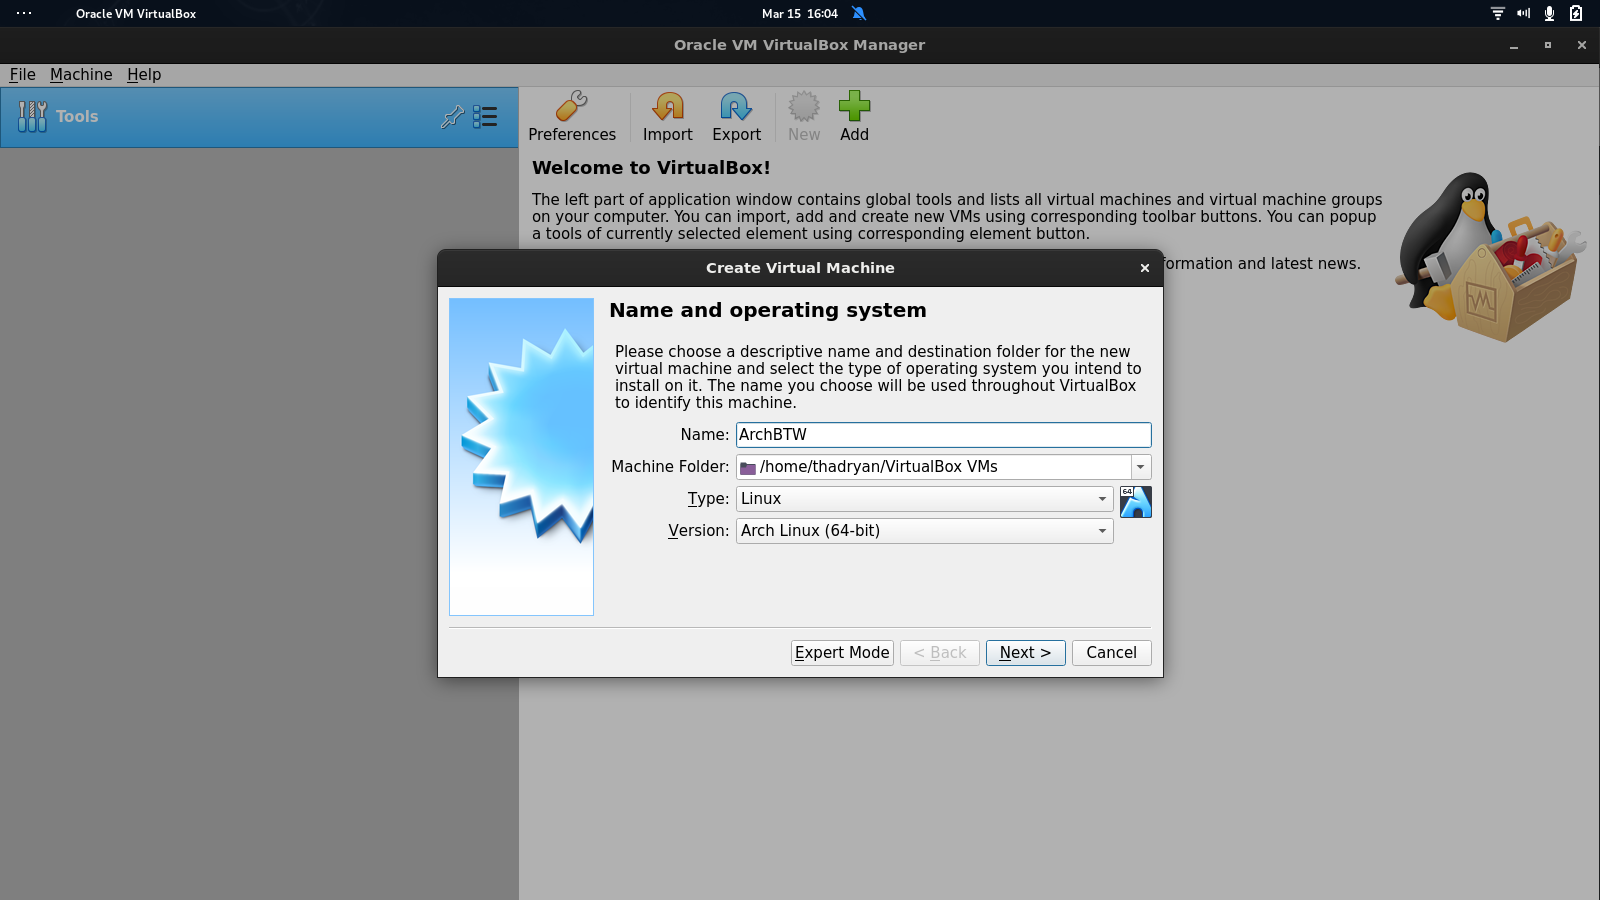 Oracle VM VirtualBox
Mar 15 16:04
Oracle VM VirtualBox Manager
File Machine Help
Tools
Preferences Import Export New Add
Welcome to VirtualBox!
The left part of application window contains global tools and lists all virtual machines and virtual machine groups
on your computer. You can import, add and create new VMs using corresponding toolbar buttons. You can popup
a tools of currently selected element using corresponding element button.
formation and latest news.
Create Virtual Machine
Name and operating system
Please choose a descriptive name and destination folder for the new
virtual machine and select the type of operating system you intend to
install on it. The name you choose will be used throughout VirtualBox
to identify this machine.
Name: ArchBTW
Machine Folder: /home/thadryan/VirtualBox VMs
Type: Linux
64
Version: Arch Linux (64-bit)
Expert Mode < Back Next > Cancel